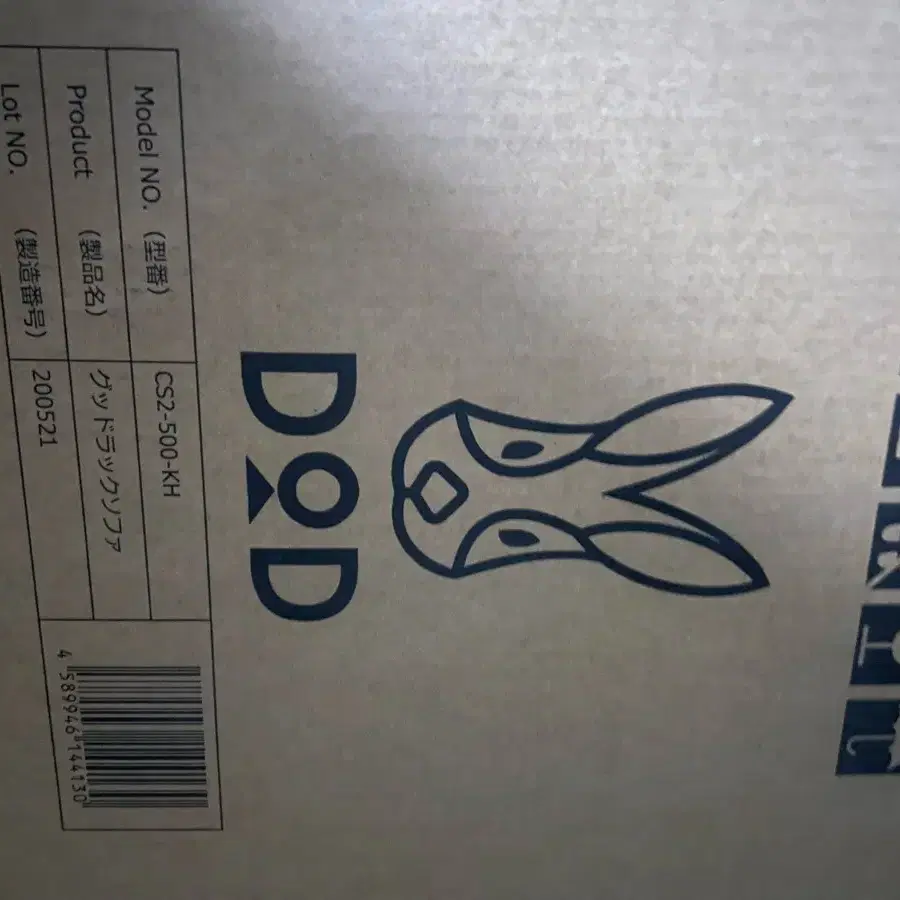 DOD
Model NO. (型番) CS2-500-KH
Product (製品名) グッドラックソファ
Lot NO. (製造番号) 200521
4 589946 144130